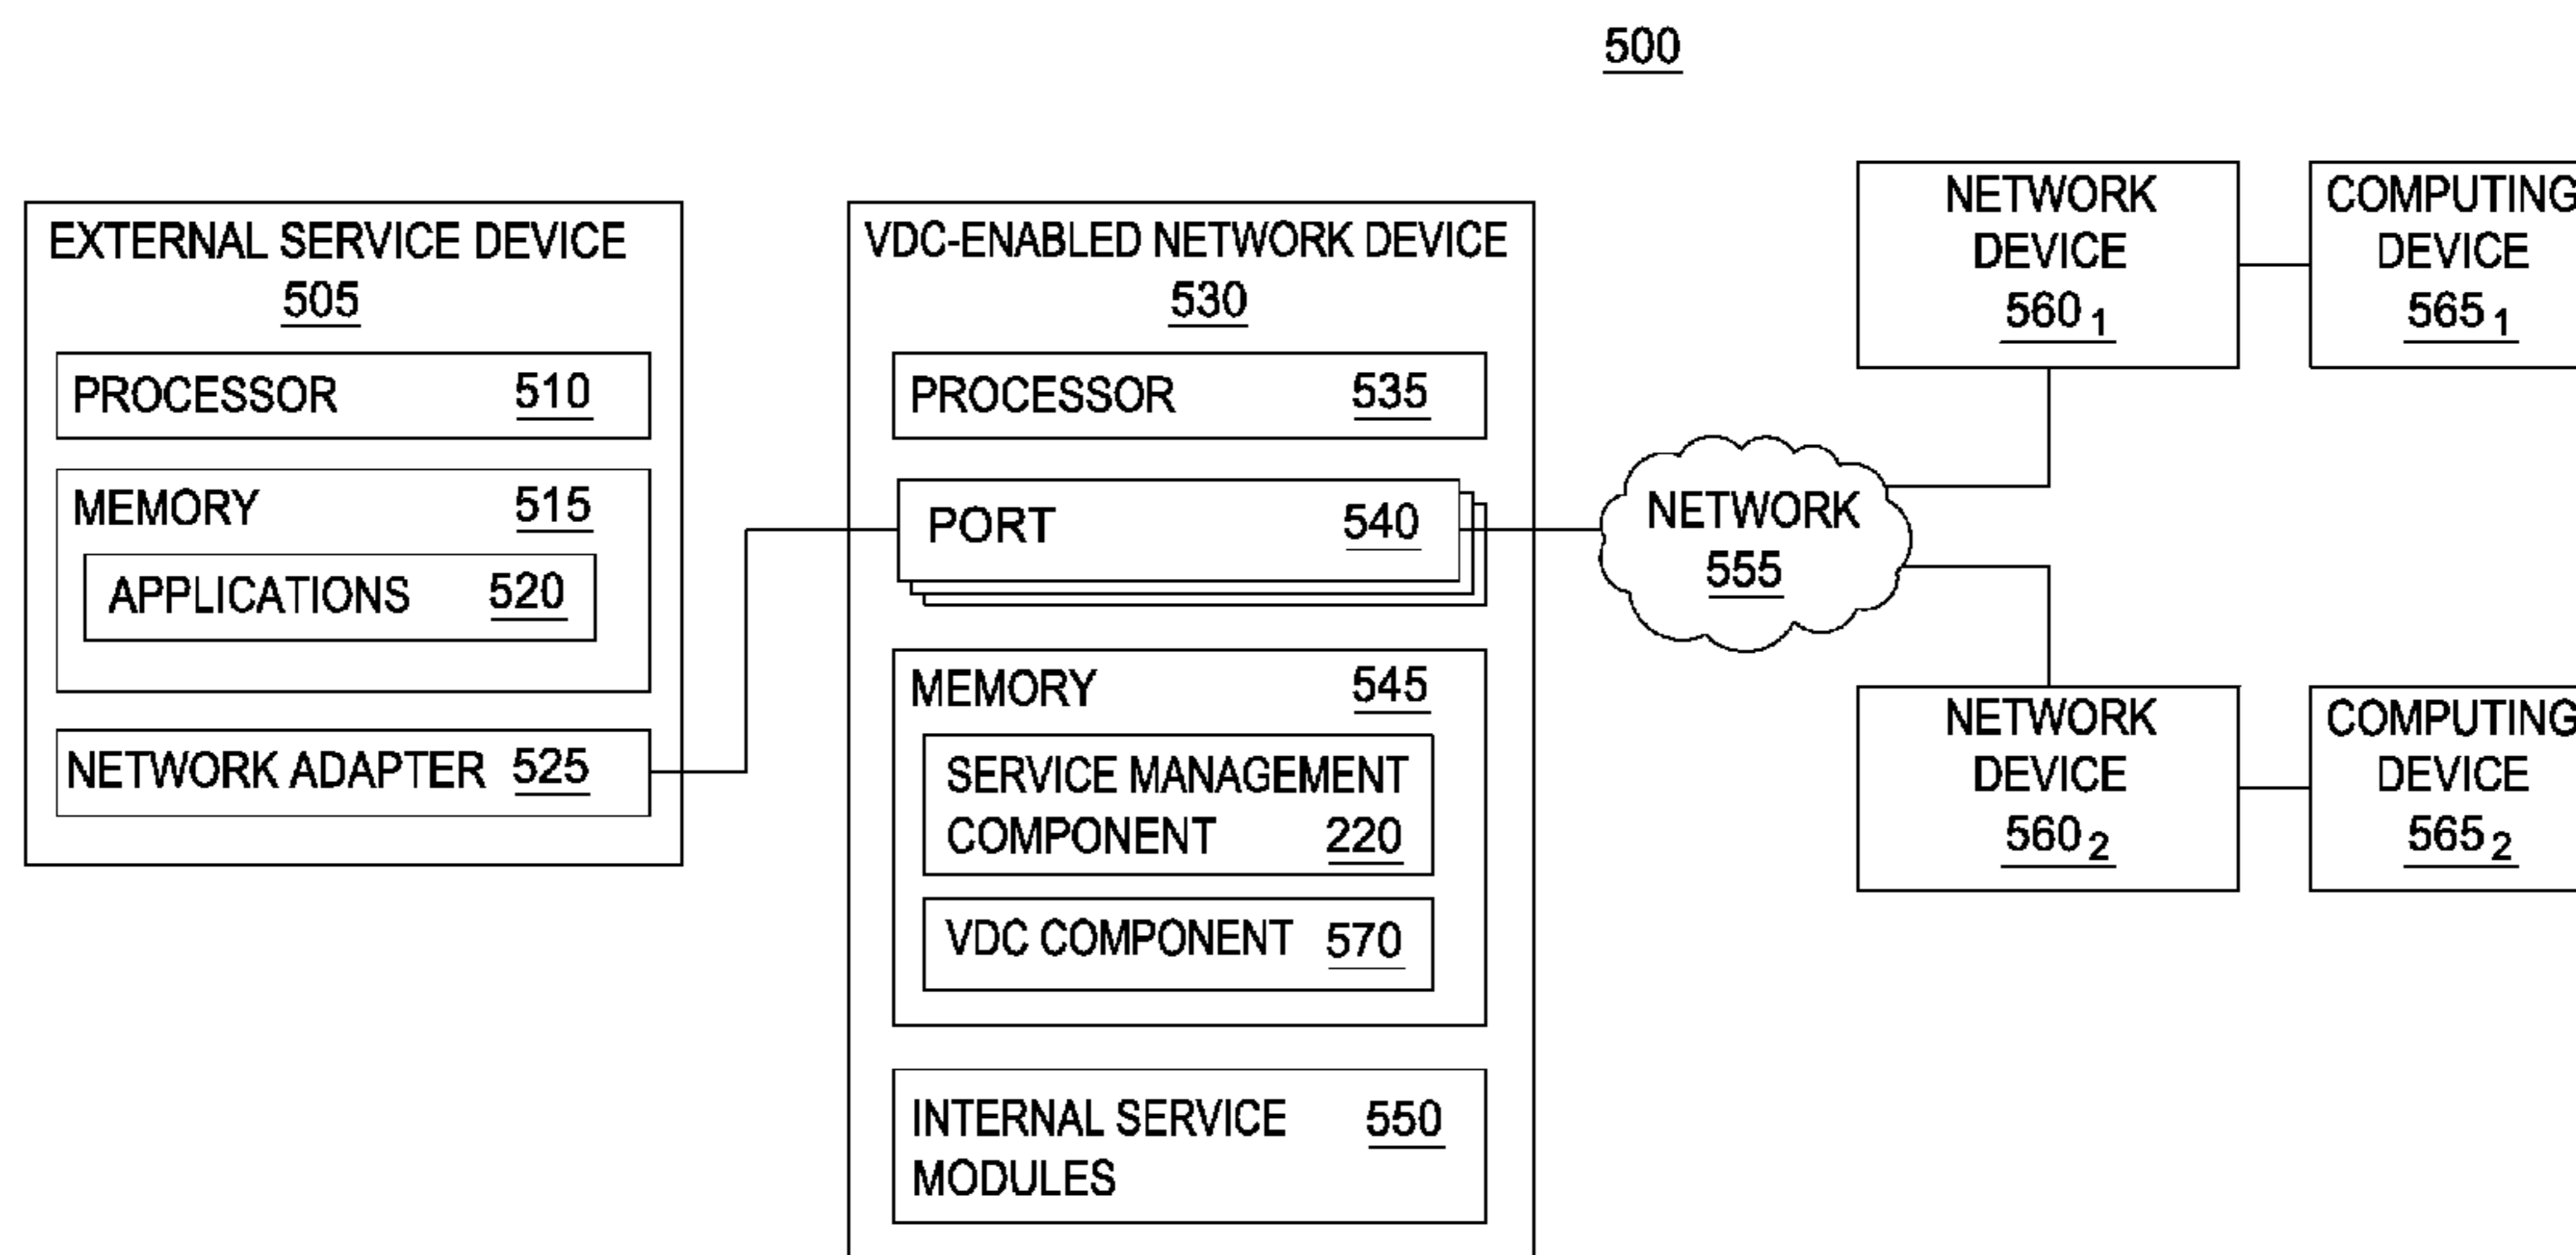 500
EXTERNAL SERVICE DEVICE
505
PROCESSOR 510
MEMORY 515
APPLICATIONS 520
NETWORK ADAPTER 525
VDC-ENABLED NETWORK DEVICE
530
PROCESSOR 535
PORT 540
MEMORY 545
SERVICE MANAGEMENT
COMPONENT 220
VDC COMPONENT 570
INTERNAL SERVICE 550
MODULES
NETWORK
555
NETWORK
DEVICE
560 1
COMPUTING
DEVICE
565 1
NETWORK
DEVICE
560 2
COMPUTING
DEVICE
565 2